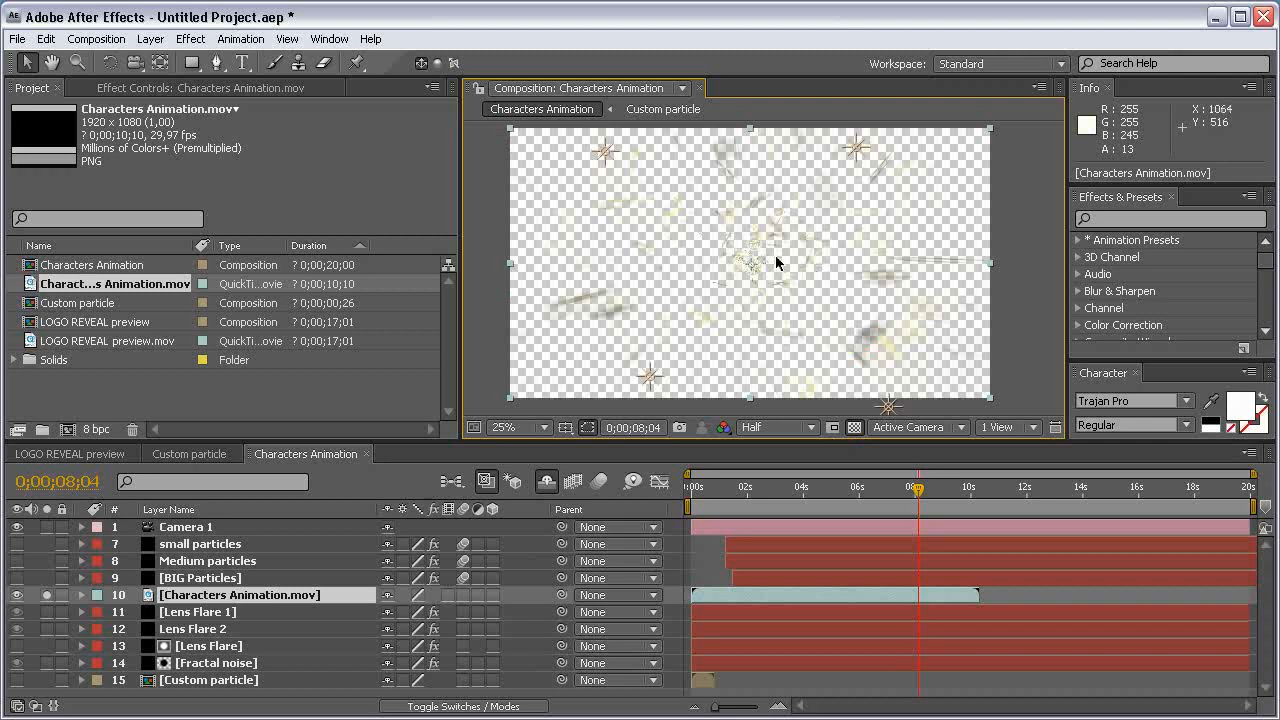 Adobe After Effects - Untitled Project.aep *
File Edit Composition Layer Effect Animation View Window Help
Workspace: Standard Search Help
Project Effect Controls: Characters Animation.mov
Characters Animation.mov
1920 x 1080 (1,00)
? 0;00;10;10, 29,97 fps
Millions of Colors+ (Premultiplied)
PNG
Name Type Duration
Characters Animation Composition ? 0;00;20;00
Charact...s Animation.mov QuickTi...ovie ? 0;00;10;10
Custom particle Composition ? 0;00;00;26
LOGO REVEAL preview Composition ? 0;00;17;01
LOGO REVEAL preview.mov QuickTi...ovie ? 0;00;17;01
Solids Folder
8 bpc
Composition: Characters Animation
Characters Animation Custom particle
25% 0;00;08;04 Half Active Camera 1 View
Info
R : 255
G : 255
B : 245
A : 13
X : 1064
Y : 516
[Characters Animation.mov]
Effects & Presets
* Animation Presets
3D Channel
Audio
Blur & Sharpen
Channel
Color Correction
Character
Trajan Pro
Regular
LOGO REVEAL preview Custom particle Characters Animation
0;00;08;04
# Layer Name Parent
02s 04s 06s 10s 12s 14s 16s 18s 20s
1 Camera 1 None
7 small particles None
8 Medium particles None
9 [BIG Particles] None
10 [Characters Animation.mov] None
11 [Lens Flare 1] None
12 Lens Flare 2 None
13 [Lens Flare] None
14 [Fractal noise] None
15 [Custom particle] None
Toggle Switches / Modes